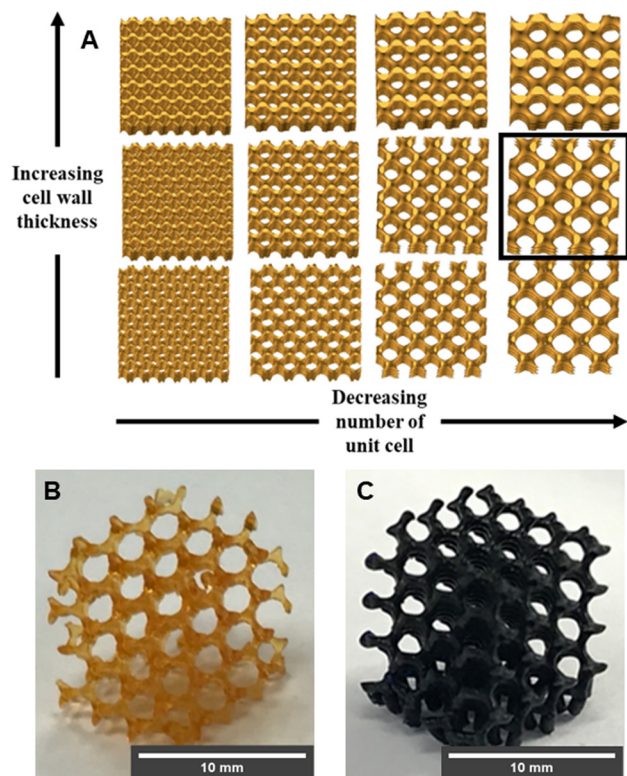 A
Increasing
cell wall
thickness
Decreasing
number of
unit cell
B
C
10 mm
10 mm